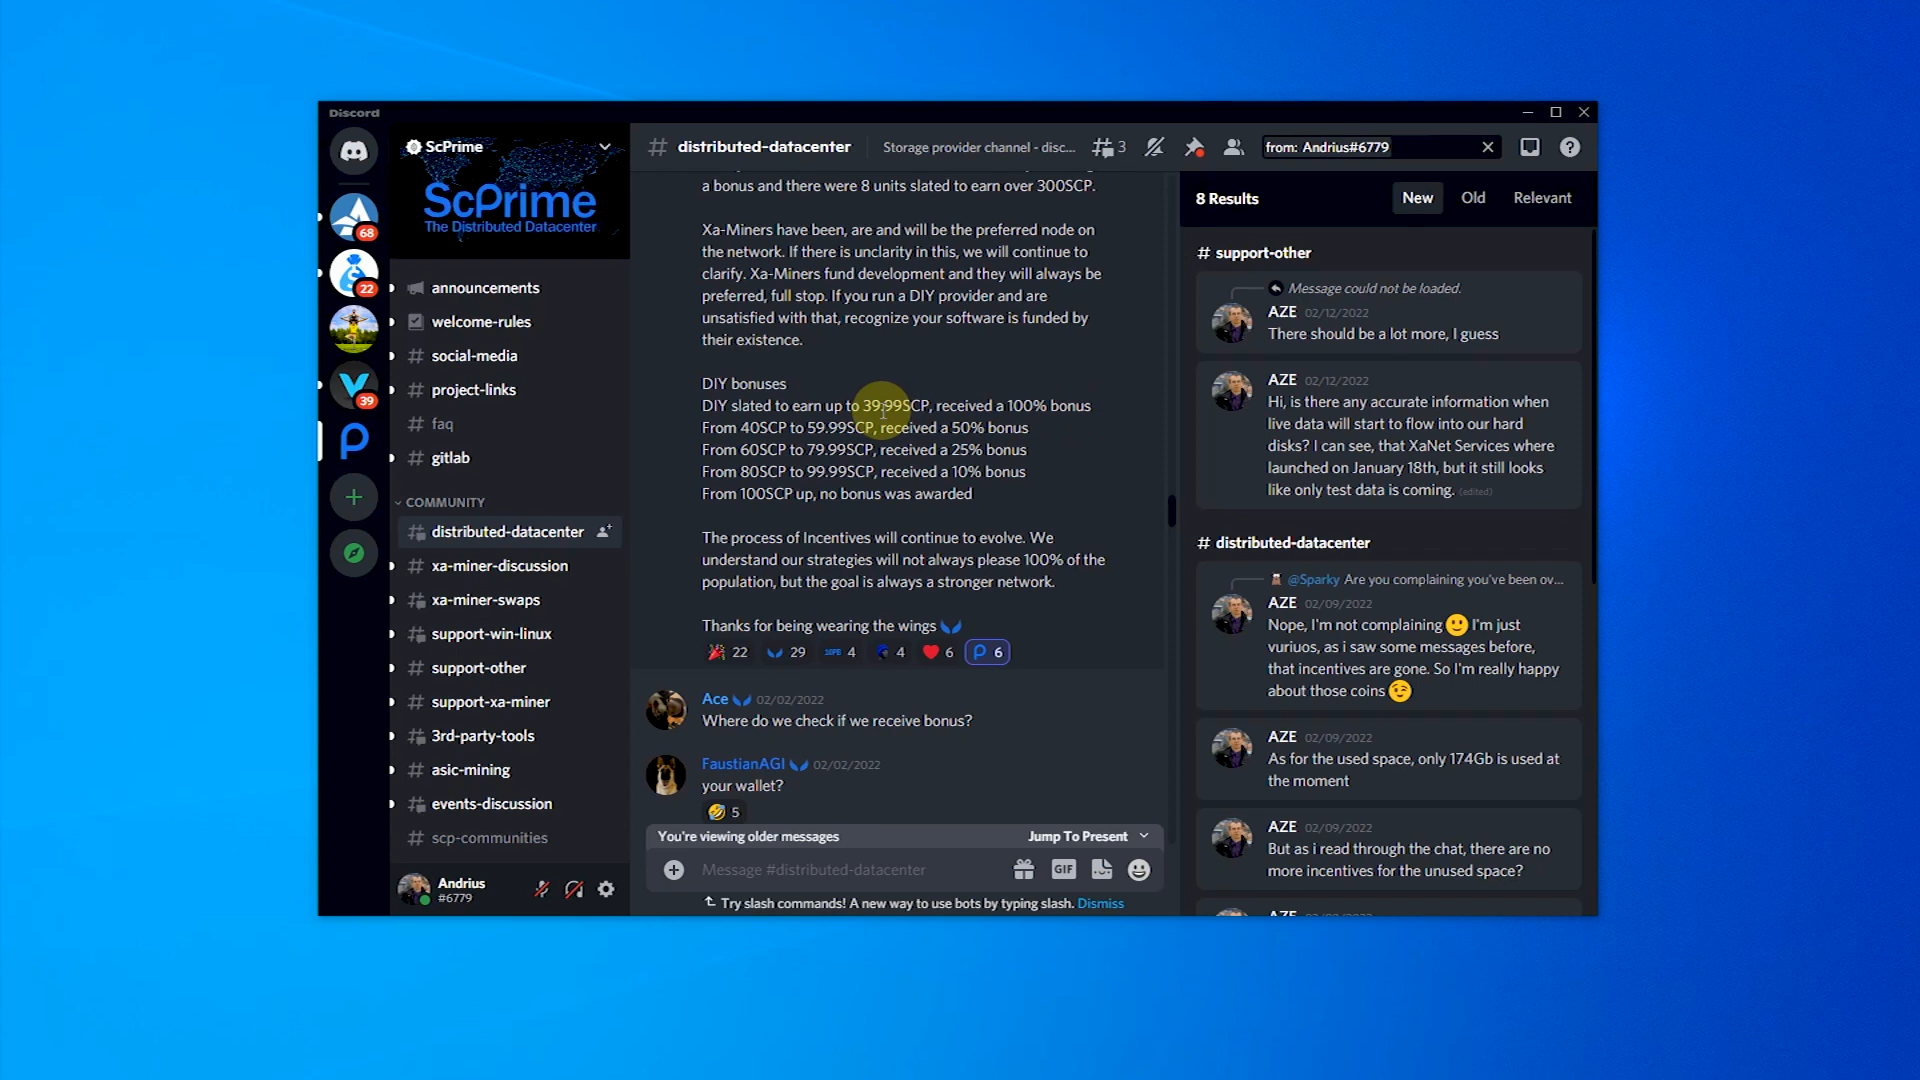 Discord
68
22
39
ScPrime
ScPrime
The Distributed Datacenter
announcements
welcome-rules
social-media
project-links
faq
gitlab
COMMUNITY
distributed-datacenter
xa-miner-discussion
xa-miner-swaps
support-win-linux
support-other
support-xa-miner
3rd-party-tools
asic-mining
events-discussion
scp-communities
Andrius
#6779
distributed-datacenter
Storage provider channel - disc...
3
from: Andrius#6779
a bonus and there were 8 units slated to earn over 300SCP.
Xa-Miners have been, are and will be the preferred node on
the network. If there is unclarity in this, we will continue to
clarify. Xa-Miners fund development and they will always be
preferred, full stop. If you run a DIY provider and are
unsatisfied with that, recognize your software is funded by
their existence.
DIY bonuses
DIY slated to earn up to 39.99SCP, received a 100% bonus
From 40SCP to 59.99SCP, received a 50% bonus
From 60SCP to 79.99SCP, received a 25% bonus
From 80SCP to 99.99SCP, received a 10% bonus
From 100SCP up, no bonus was awarded
The process of Incentives will continue to evolve. We
understand our strategies will not always please 100% of the
population, but the goal is always a stronger network.
Thanks for being wearing the wings
22 29 4 4 6 6
Ace 02/02/2022
Where do we check if we receive bonus?
FaustianAGI 02/02/2022
your wallet?
5
You're viewing older messages Jump To Present
Message #distributed-datacenter
GIF
Try slash commands! A new way to use bots by typing slash. Dismiss
8 Results
New Old Relevant
# support-other
Message could not be loaded.
AZE 02/12/2022
There should be a lot more, I guess
AZE 02/12/2022
Hi, is there any accurate information when
live data will start to flow into our hard
disks? I can see, that XaNet Services where
launched on January 18th, but it still looks
like only test data is coming. (edited)
# distributed-datacenter
@Sparky Are you complaining you've been ov...
AZE 02/09/2022
Nope, I'm not complaining I'm just
vuriuos, as i saw some messages before,
that incentives are gone. So I'm really happy
about those coins
AZE 02/09/2022
As for the used space, only 174Gb is used at
the moment
AZE 02/09/2022
But as i read through the chat, there are no
more incentives for the unused space?